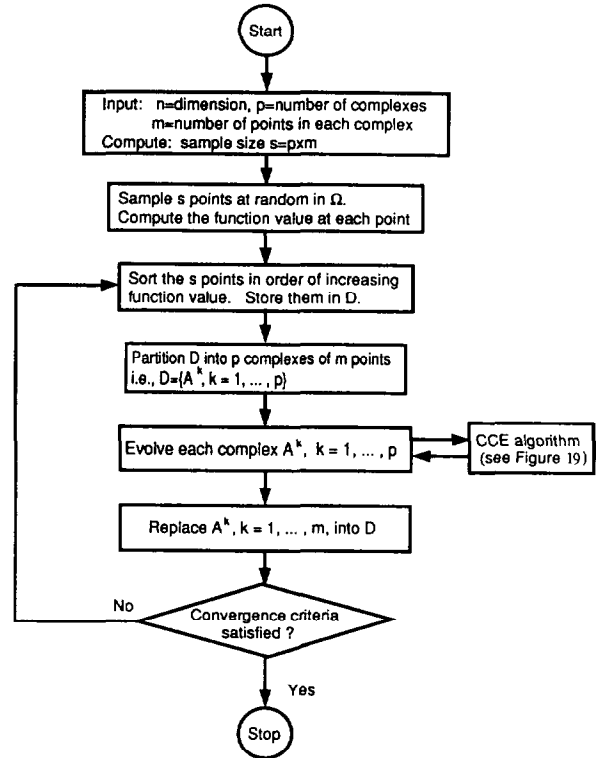 Start
Input: n=dimension, p=number of complexes
m=number of points in each complex
Compute: sample size s=pxm
Sample s points at random in Ω.
Compute the function value at each point
Sort the s points in order of increasing
function value. Store them in D.
Partition D into p complexes of m points
i.e., D={A^k, k = 1, ... , p}
Evolve each complex A^k, k = 1, ... , p
CCE algorithm
(see Figure 19)
Replace A^k, k = 1, ... , m, into D
No
Convergence criteria
satisfied ?
Yes
Stop